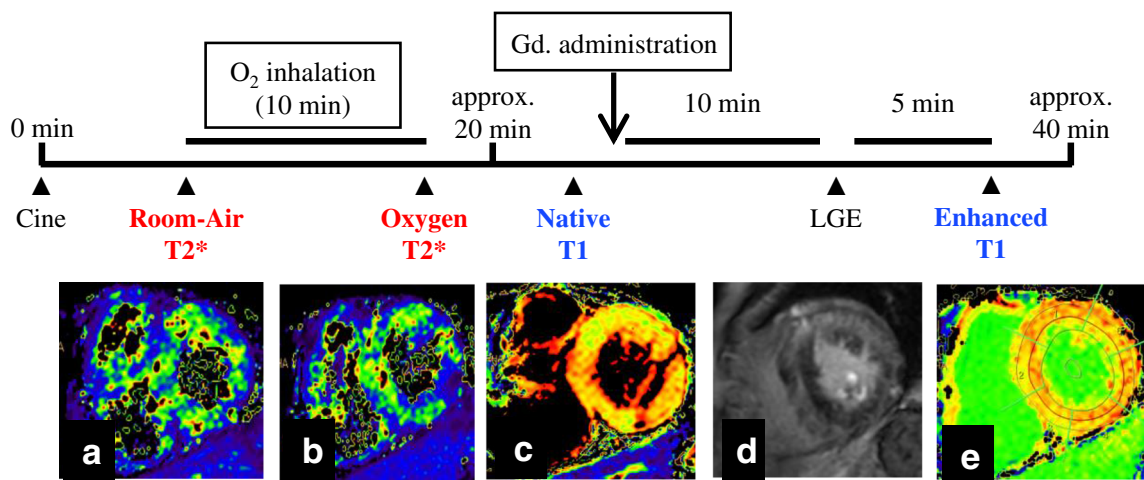 Gd. administration
O₂ inhalation
(10 min)
0 min
approx.
20 min
10 min
5 min
approx.
40 min
Cine
Room-Air
T2*
Oxygen
T2*
Native
T1
LGE
Enhanced
T1
a
b
c
d
e